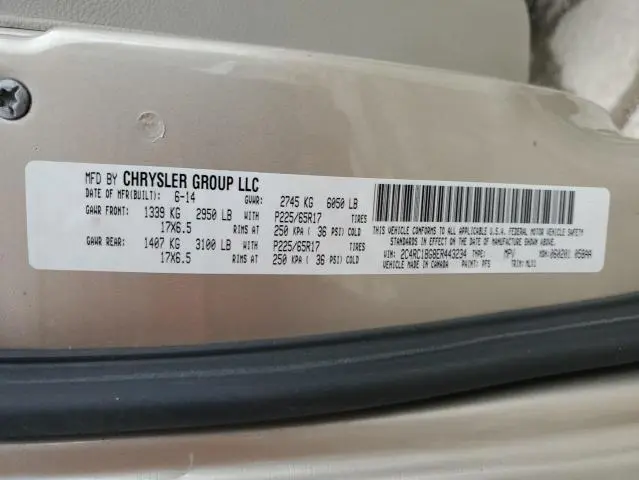 MFD BY CHRYSLER GROUP LLC
DATE OF MFR(BUILT): 6-14 GVWR: 2745 KG 6050 LB
GAWR FRONT: 1339 KG 2950 LB WITH P225/65R17 TIRES
17X6.5 RIMS AT 250 KPA ( 36 PSI) COLD
GAWR REAR: 1407 KG 3100 LB WITH P225/65R17 TIRES
17X6.5 RIMS AT 250 KPA ( 36 PSI) COLD
THIS VEHICLE CONFORMS TO ALL APPLICABLE U.S.A. FEDERAL MOTOR VEHICLE SAFETY
STANDARDS IN EFFECT ON THE DATE OF MANUFACTURE SHOWN ABOVE.
VIN: 2C4RC1BG8ER443234 TYPE: MPV MDH: 060201 050AA
VEHICLE MADE IN CANADA PAINT: PFS TRIM: